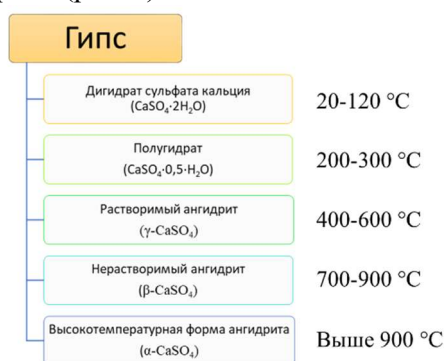 Гипс
Дигидрат сульфата кальция
(CaSO₄·2H₂O)
20-120 °C
Полугидрат
(CaSO₄·0,5·H₂O)
200-300 °C
Растворимый ангидрит
(γ-CaSO₄)
400-600 °C
Нерастворимый ангидрит
(β-CaSO₄)
700-900 °C
Высокотемпературная форма ангидрита
(α-CaSO₄)
Выше 900 °C